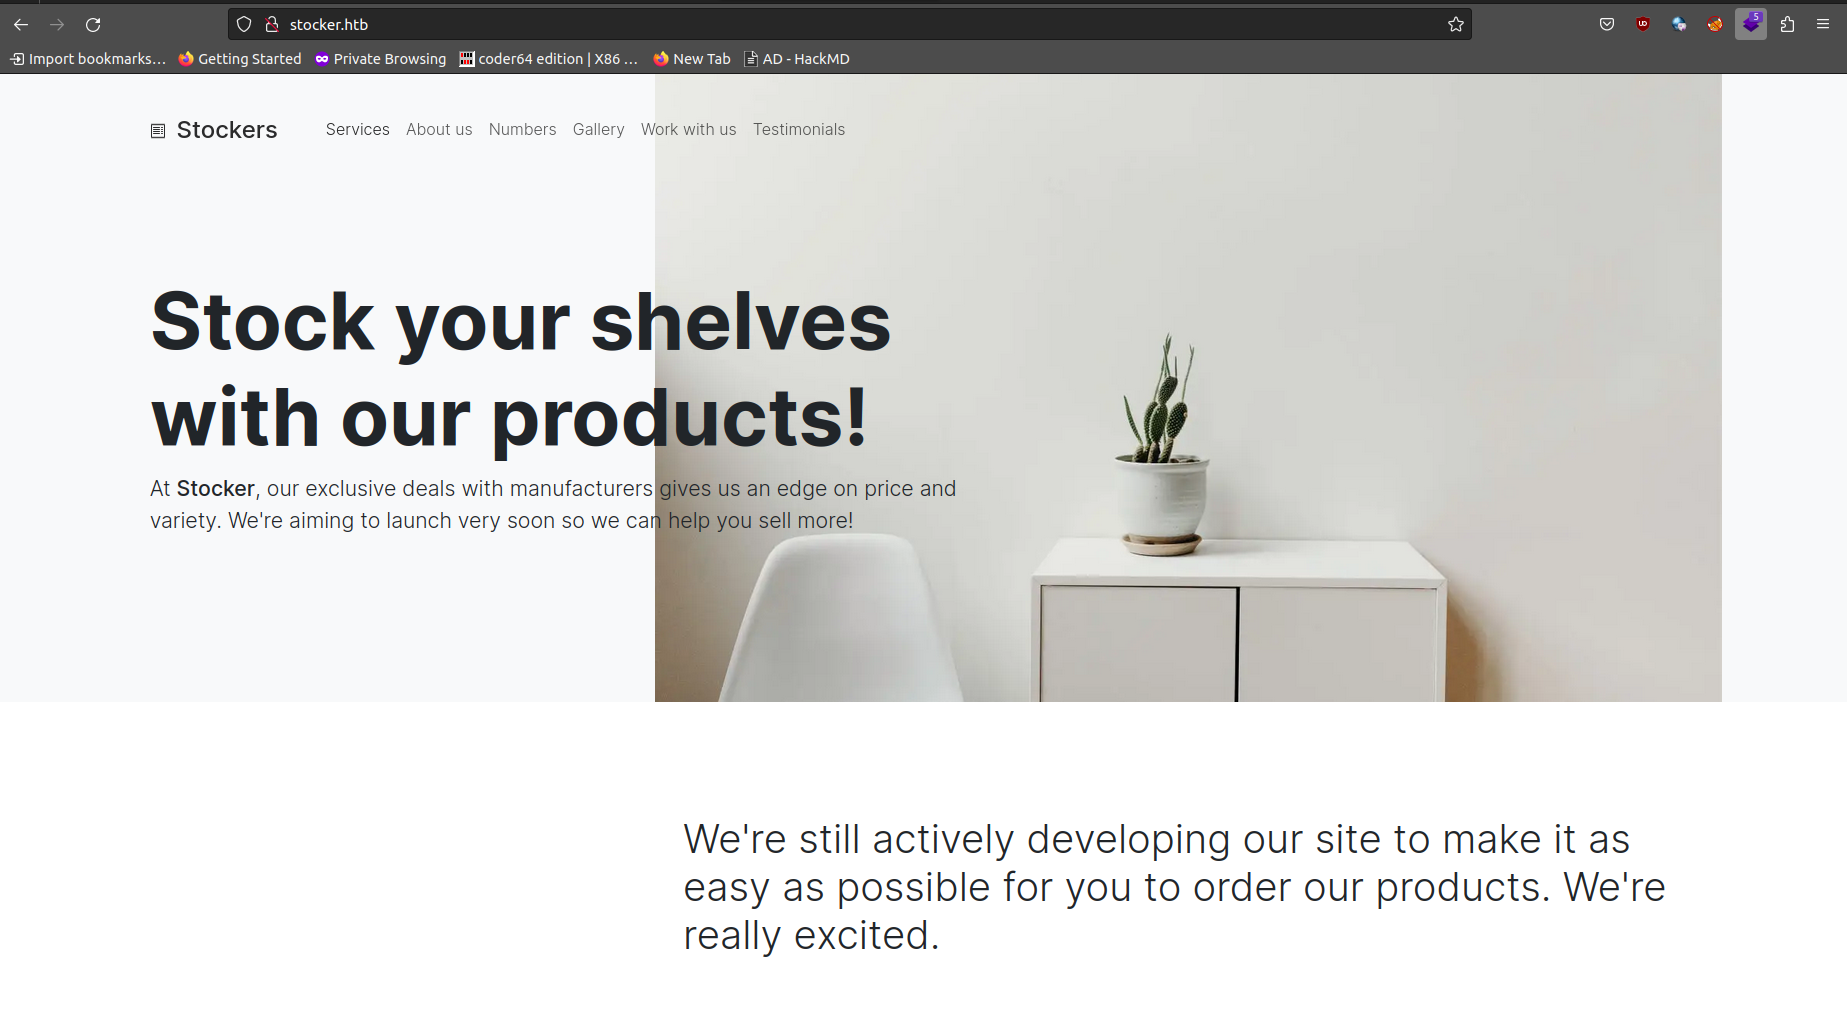 stocker.htb
5
Import bookmarks... Getting Started Private Browsing coder64 edition | X86 ... New Tab AD - HackMD
Stockers Services About us Numbers Gallery Work with us Testimonials
Stock your shelves
with our products!
At Stocker, our exclusive deals with manufacturers gives us an edge on price and
variety. We're aiming to launch very soon so we can help you sell more!
We're still actively developing our site to make it as
easy as possible for you to order our products. We're
really excited.